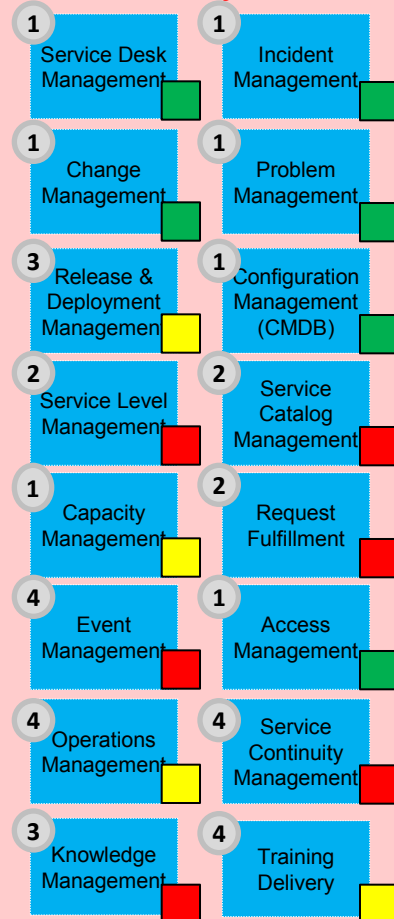 1
Service Desk
Management
1
Incident
Management
1
Change
Management
1
Problem
Management
3
Release &
Deployment
Management
1
Configuration
Management
(CMDB)
2
Service Level
Management
2
Service
Catalog
Management
1
Capacity
Management
2
Request
Fulfillment
4
Event
Management
1
Access
Management
4
Operations
Management
4
Service
Continuity
Management
3
Knowledge
Management
4
Training
Delivery